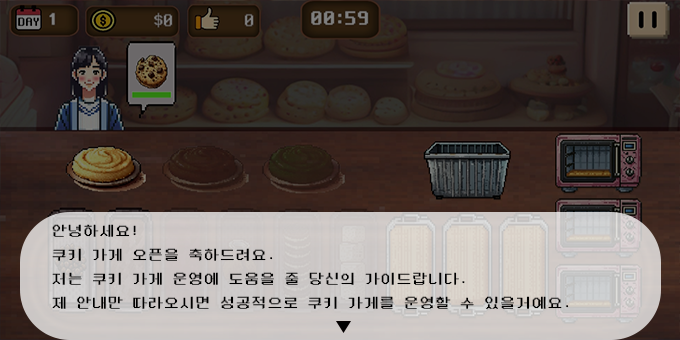 DAY 1
$0
0
00:59
안녕하세요!
쿠키 가게 오픈을 축하드려요.
저는 쿠키 가게 운영에 도움을 줄 당신의 가이드랍니다.
제 안내만 따라오시면 성공적으로 쿠키 가게를 운영할 수 있을거에요.